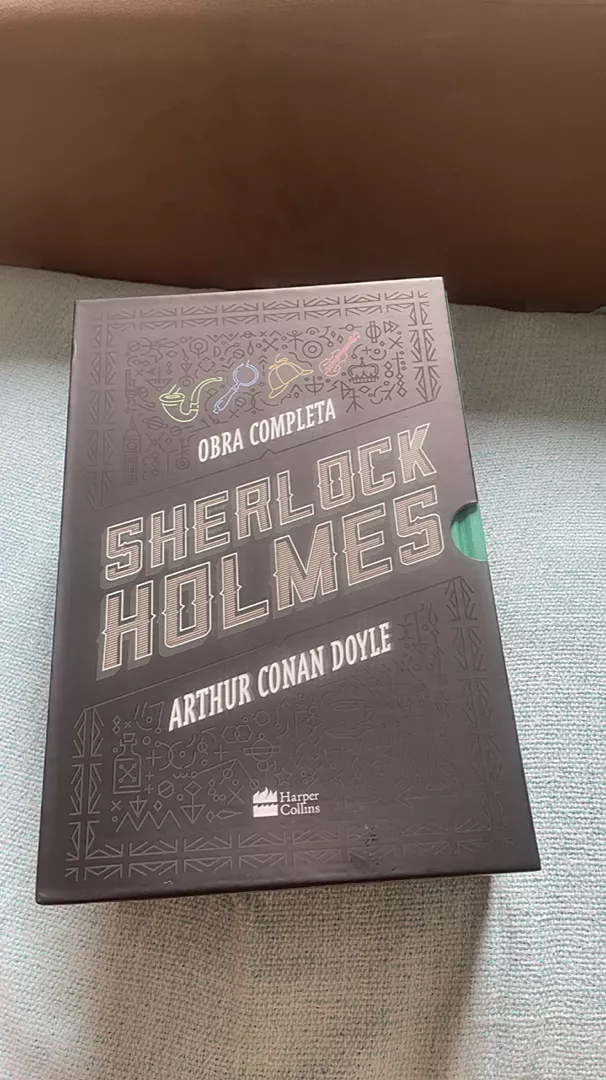 OBRA COMPLETA
SHERLOCK
HOLMES
ARTHUR CONAN DOYLE
Harper
Collins